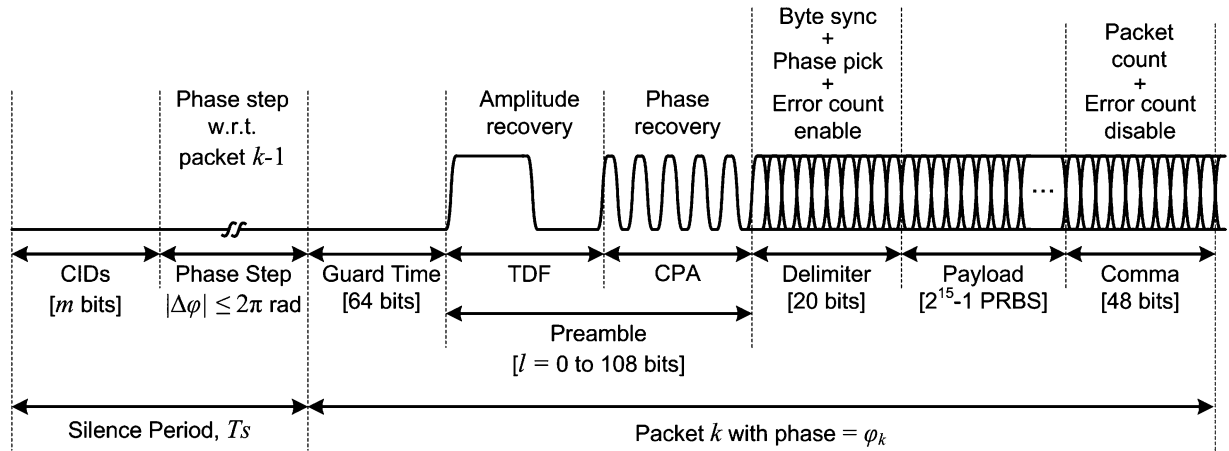 Phase step
w.r.t.
packet k-1
Amplitude
recovery
Phase
recovery
Byte sync
+
Phase pick
+
Error count
enable
Packet
count
+
Error count
disable
...
CIDs
[m bits]
Phase Step
|Δφ| ≤ 2π rad
Guard Time
[64 bits]
TDF
CPA
Delimiter
[20 bits]
Payload
[2¹⁵-1 PRBS]
Comma
[48 bits]
Preamble
[l = 0 to 108 bits]
Silence Period, Ts
Packet k with phase = φₖ